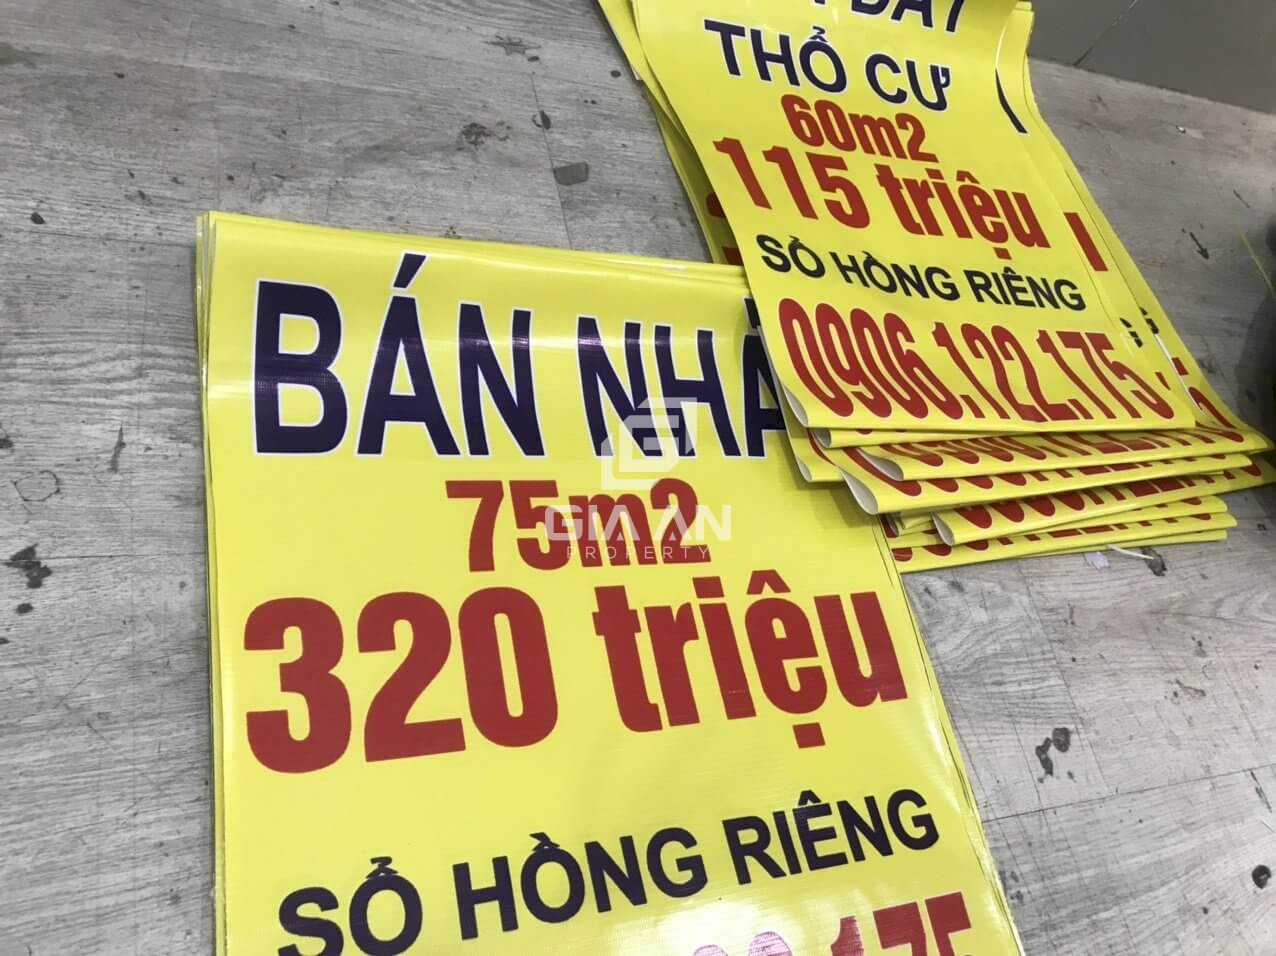 THỔ CƯ
60m2
115 triệu
SỔ HỒNG RIÊNG
0906.122.175
BÁN NHÀ
75m2
320 triệu
SỔ HỒNG RIÊNG
175
GIA AN
PROPERTY